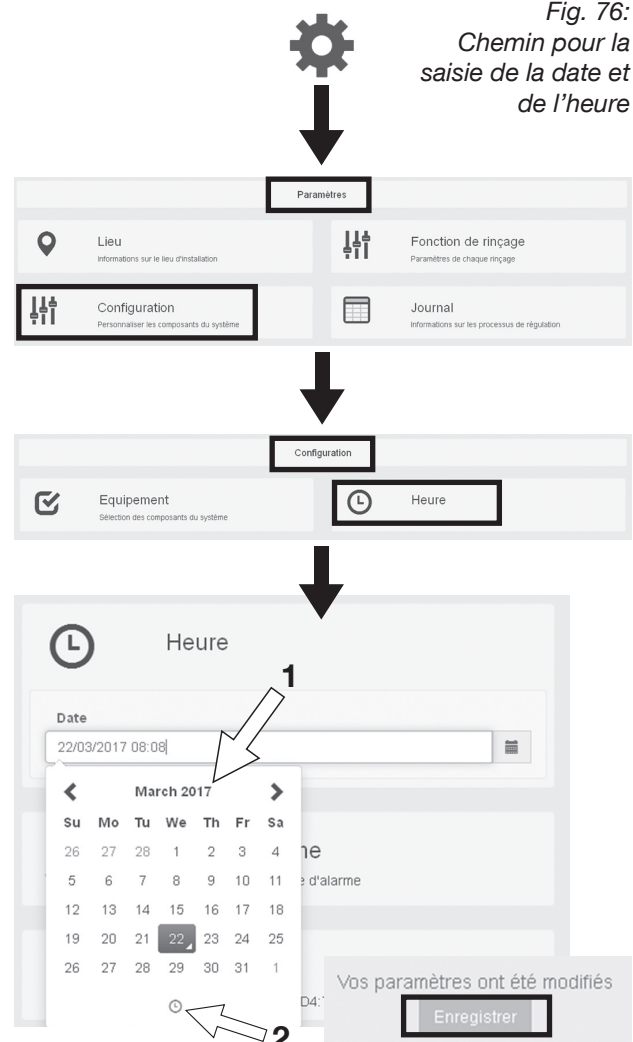 Fig. 76:
Chemin pour la
saisie de la date et
de l'heure
Paramètres
Lieu
Informations sur le lieu d'installation
Fonction de rinçage
Paramètres de chaque rinçage
Configuration
Personnaliser les composants du système
Journal
Informations sur les processus de régulation
Configuration
Equipement
Sélection des composants du système
Heure
Heure
1
Date
22/03/2017 08:08
March 2017
Su Mo Tu We Th Fr Sa
26 27 28 1 2 3 4
5 6 7 8 9 10 11
12 13 14 15 16 17 18
19 20 21 22 23 24 25
26 27 28 29 30 31 1
d'alarme
Vos paramètres ont été modifiés
Enregistrer
2